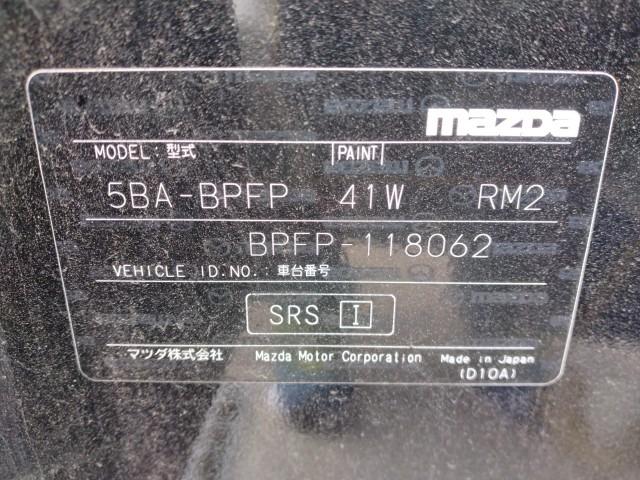 mazda
MODEL:型式 PAINT
5BA-BPFP 41W RM2
BPFP-118062
VEHICLE ID.NO.:車台番号
SRS I
マツダ株式会社 Mazda Motor Corporation Made in Japan
(D10A)